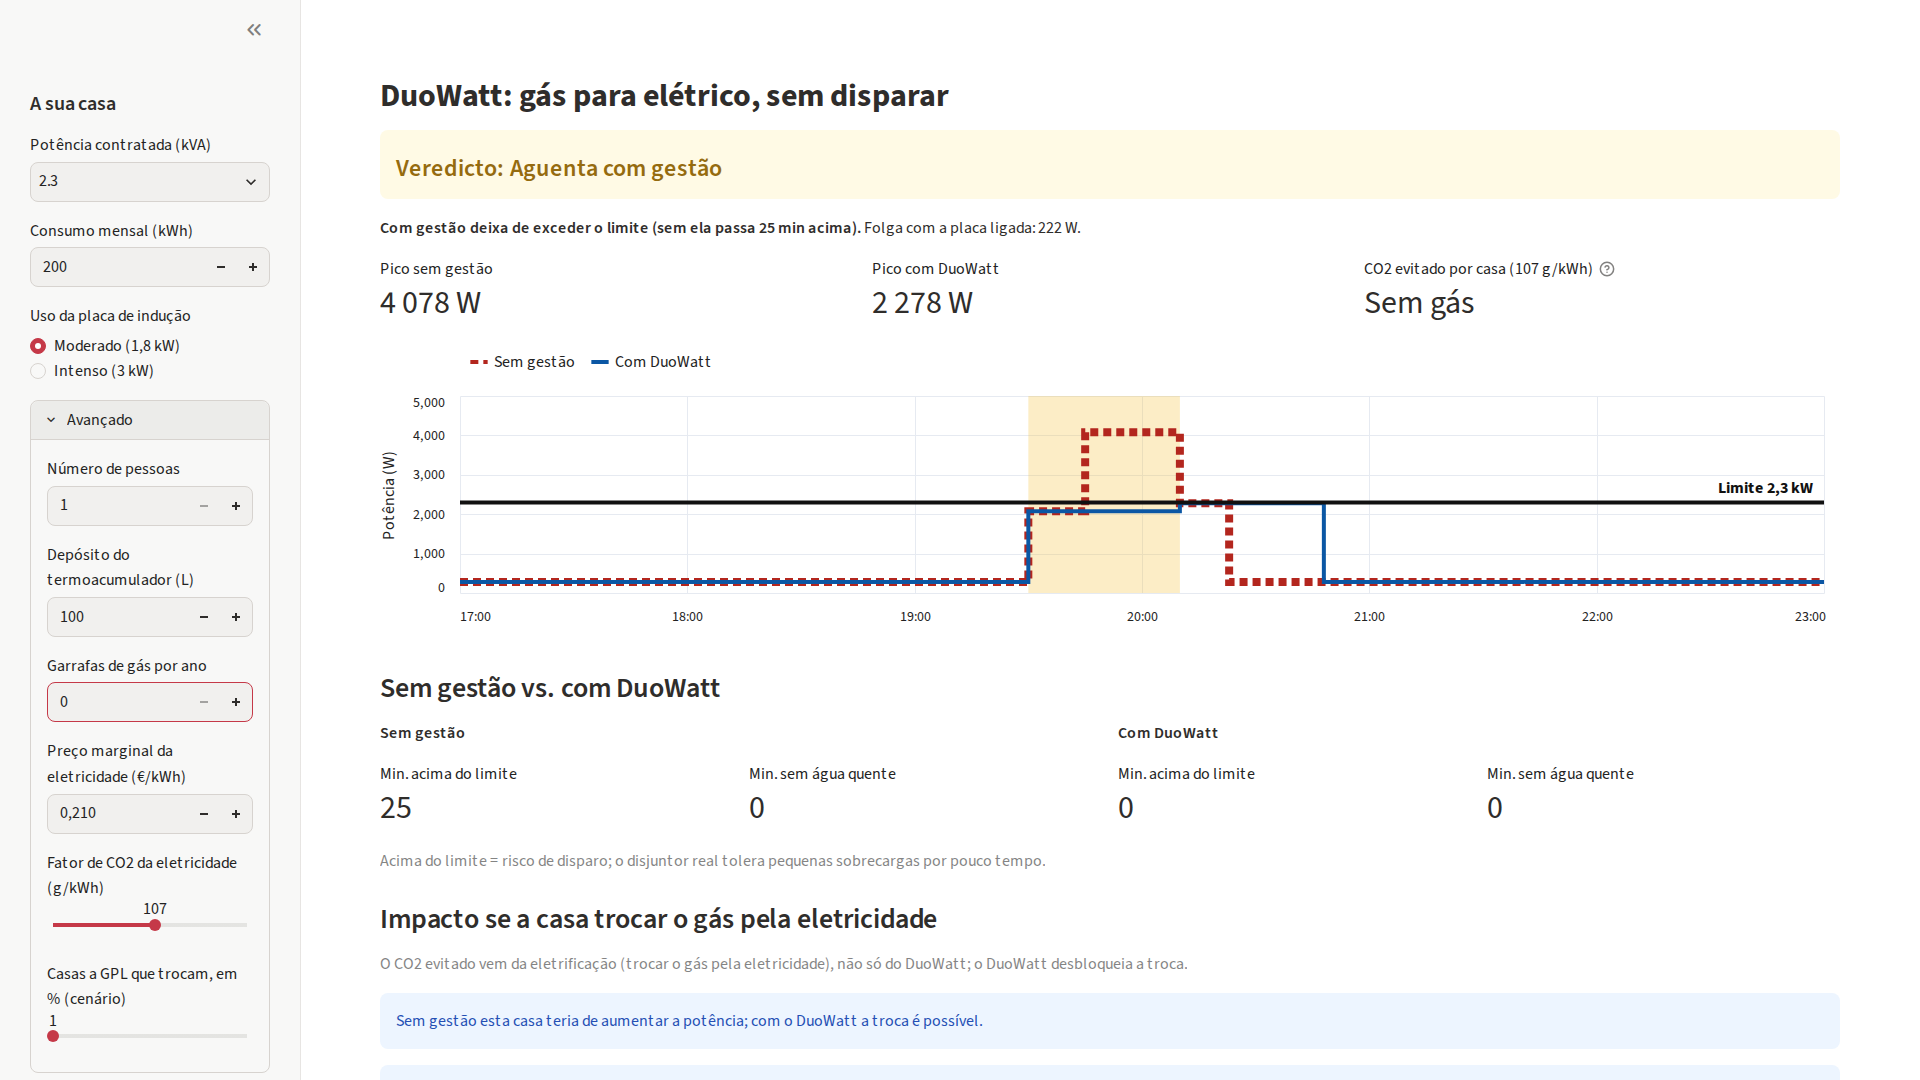 A sua casa
Potência contratada (kVA)
2.3
Consumo mensal (kWh)
200
Uso da placa de indução
Moderado (1,8 kW)
Intenso (3 kW)
Avançado
Número de pessoas
1
Depósito do
termoacumulador (L)
100
Garrafas de gás por ano
0
Preço marginal da
eletricidade (€/kWh)
0,210
Fator de CO2 da eletricidade
(g/kWh)
107
Casas a GPL que trocam, em
% (cenário)
1
DuoWatt: gás para elétrico, sem disparar
Veredicto: Aguenta com gestão
Com gestão deixa de exceder o limite (sem ela passa 25 min acima). Folga com a placa ligada: 222 W.
Pico sem gestão
4 078 W
Pico com DuoWatt
2 278 W
CO2 evitado por casa (107 g/kWh)
Sem gás
Sem gestão
Com DuoWatt
Potência (W)
5,000
4,000
3,000
2,000
1,000
0
Limite 2,3 kW
17:00
18:00
19:00
20:00
21:00
22:00
23:00
Sem gestão vs. com DuoWatt
Sem gestão
Com DuoWatt
Min. acima do limite
25
Min. sem água quente
0
Min. acima do limite
0
Min. sem água quente
0
Acima do limite = risco de disparo; o disjuntor real tolera pequenas sobrecargas por pouco tempo.
Impacto se a casa trocar o gás pela eletricidade
O CO2 evitado vem da eletrificação (trocar o gás pela eletricidade), não só do DuoWatt; o DuoWatt desbloqueia a troca.
Sem gestão esta casa teria de aumentar a potência; com o DuoWatt a troca é possível.